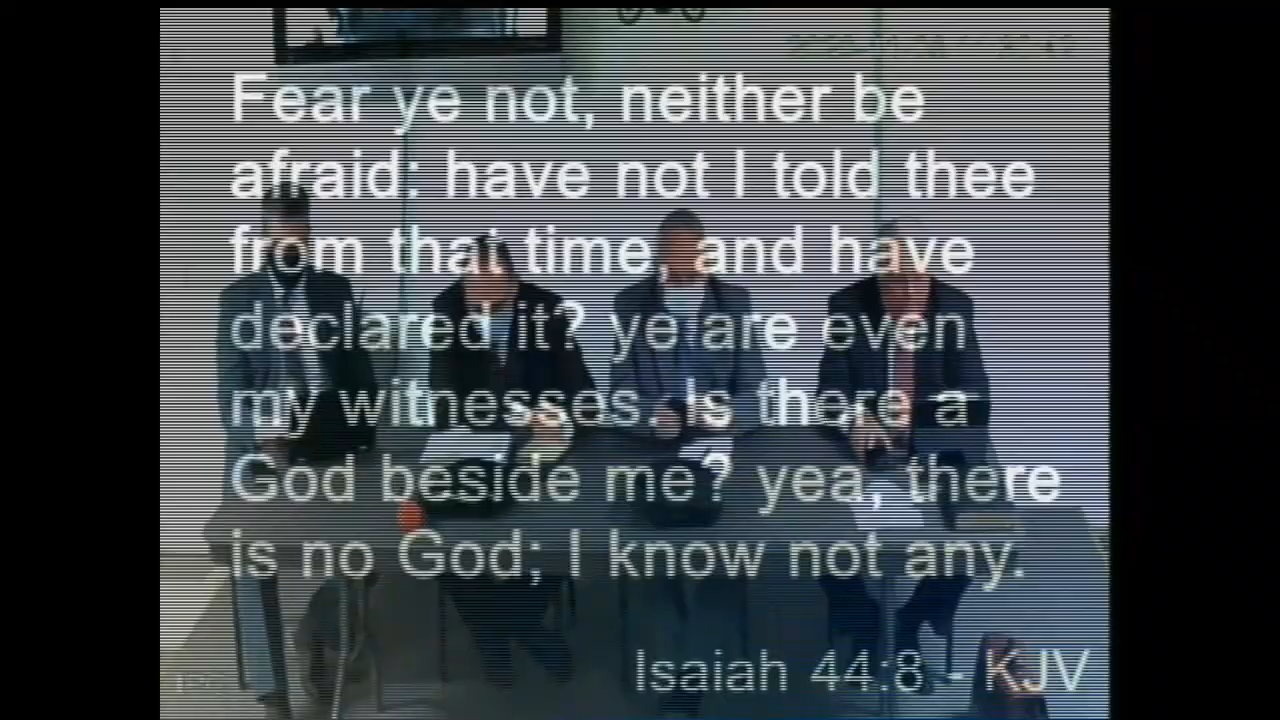 Fear ye not, neither be
afraid: have not I told thee
from that time, and have
declared it? ye are even
my witnesses. Is there a
God beside me? yea, there
is no God; I know not any.
Isaiah 44:8 - KJV